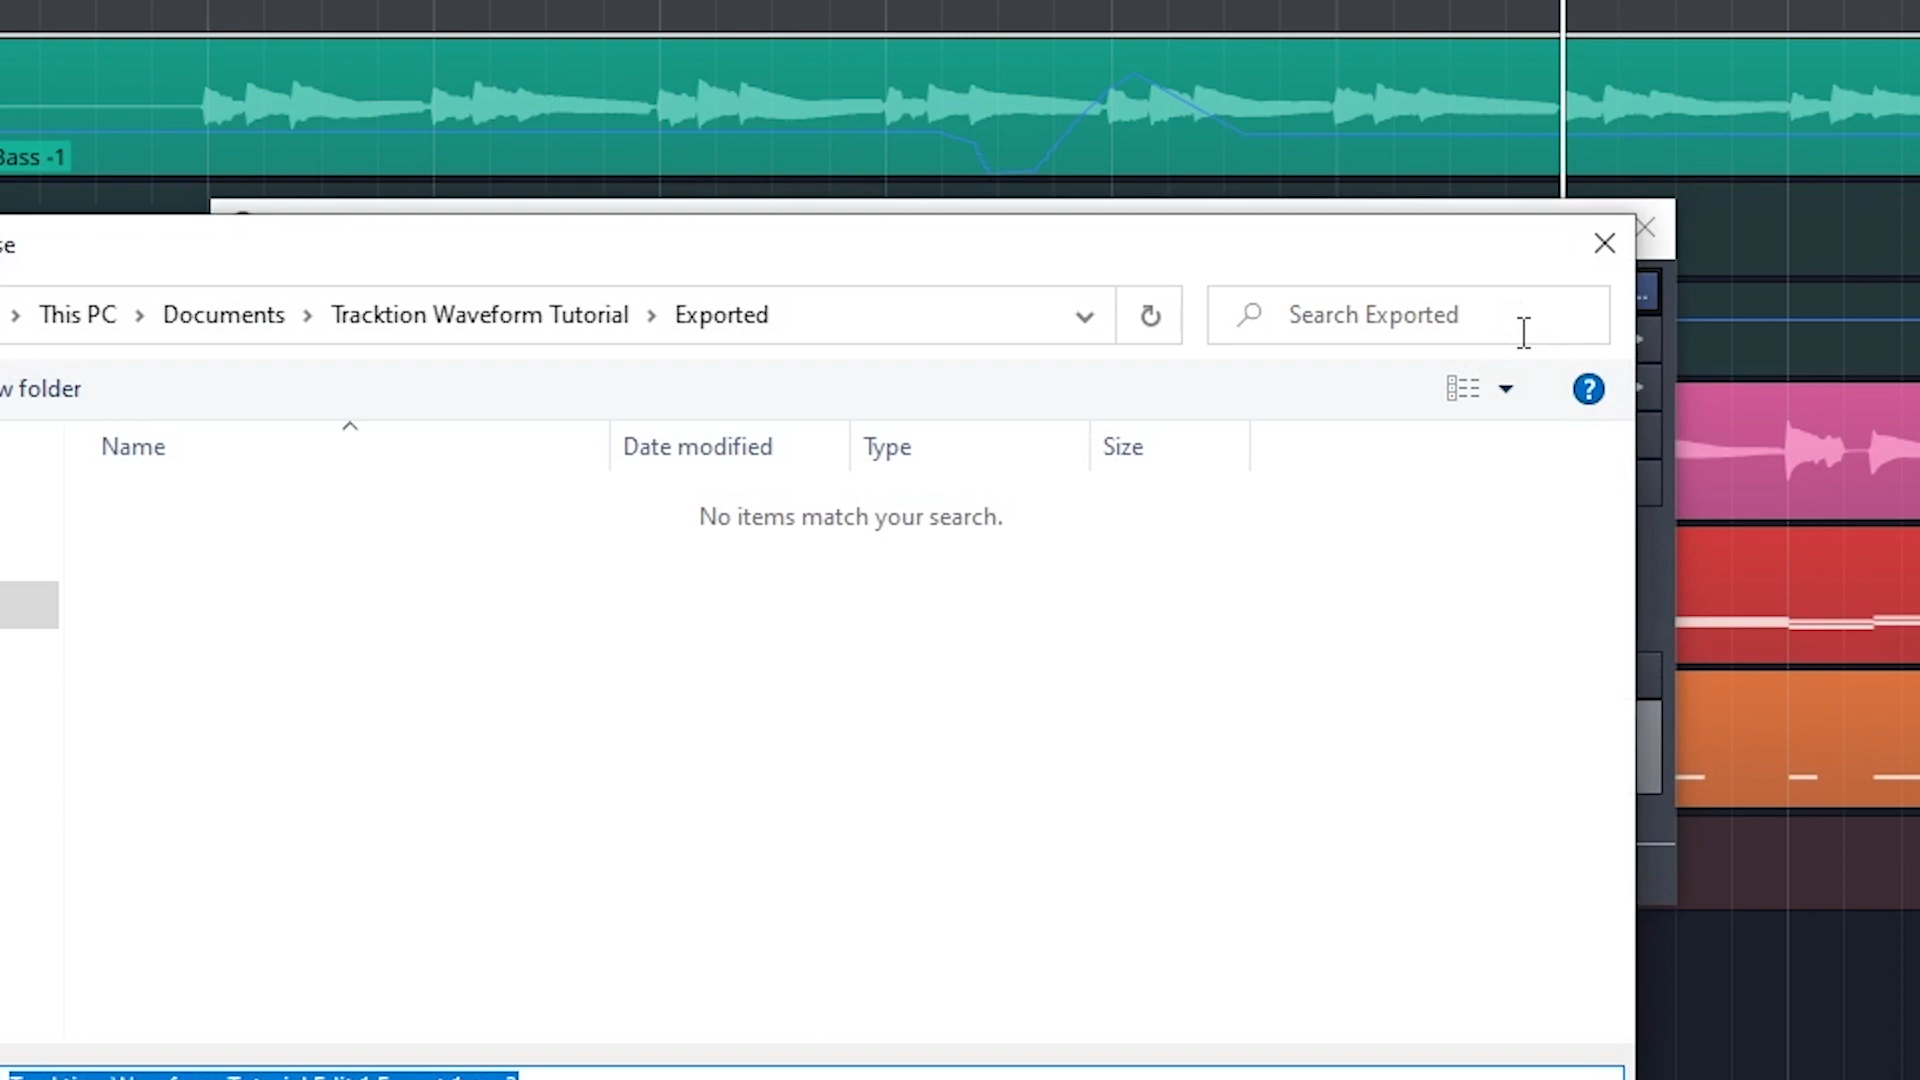 Bass -1
se
This PC > Documents > Tracktion Waveform Tutorial > Exported
Search Exported
w folder
?
Name
Date modified
Type
Size
No items match your search.